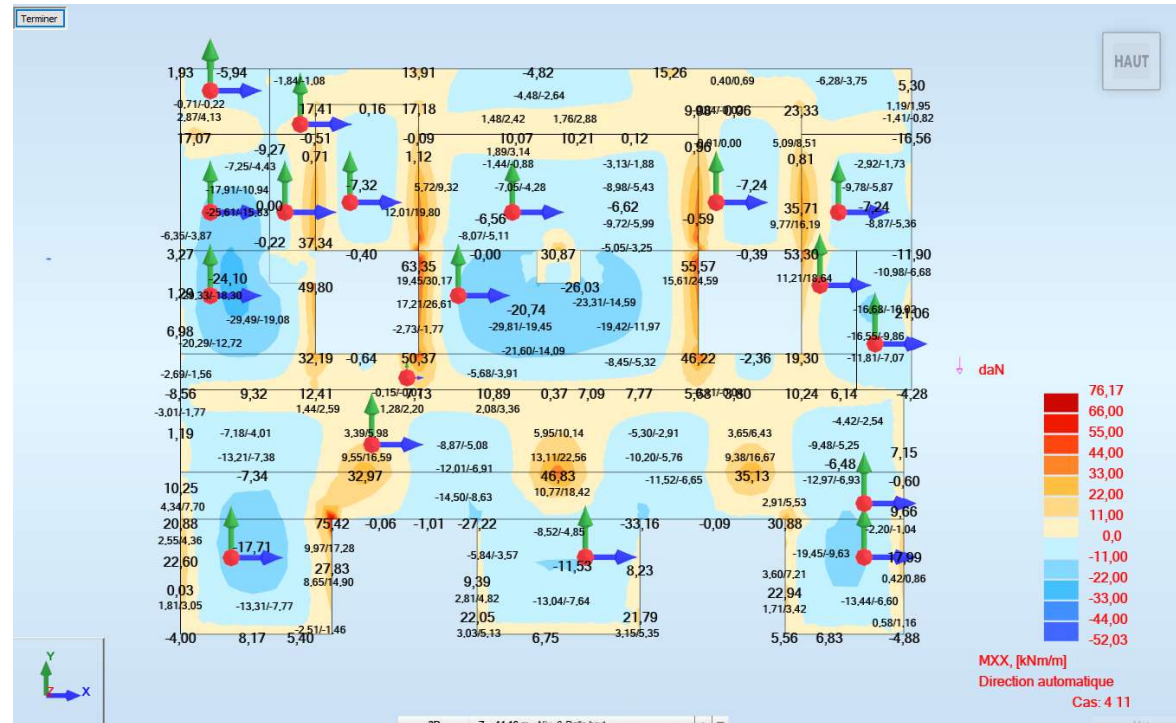 Terminer
HAUT
1,93 -5,94 13,91 -4,82 15,26 0,40/0,69 -6,28/-3,75 5,30
-1,84/-1,08
-4,48/-2,64
-0,71/-0,22 1,19/1,95
2,87/4,13 17,41 0,16 17,18 1,48/2,42 1,76/2,88 23,33 -1,41/-0,82
17,07 -0,51 -0,09 10,07 10,21 0,12 5,09/8,51 -16,56
-9,27 0,71 1,12 1,89/3,14 0,96 0,81
-7,25/-4,43 -1,44/-0,88 -3,13/-1,88 -2,92/-1,73
-17,91/-10,94 -7,32 5,72/9,32 -7,05/-4,28 -8,98/-5,43 -7,24 -9,78/-5,87
0,00 12,01/19,80 -6,56 -6,62 -0,59 35,71 -7,24
-9,72/-5,99 9,77/16,19 -8,87/-5,36
-6,35/-3,87 -0,22 37,34 -8,07/-5,11 -5,05/-3,25
3,27 -0,40 -0,00 30,87 -0,39 53,30 -11,90
63,35 55,57 -10,98/-6,68
-24,10 49,80 19,45/30,17 -26,03 15,61/24,59 11,21/18,64
1,29 17,21/26,61 -20,74 -23,31/-14,59
-29,49/-19,08 -29,81/-19,45 -19,42/-11,97 21,06
6,98 -2,73/-1,77 -16,55/-9,86
-20,29/-12,72 -21,60/-14,09
32,19 -0,64 50,37 -8,45/-5,32 46,22 -2,36 19,30 -11,81/-7,07
-2,69/-1,56 -5,68/-3,91
-8,56 9,32 12,41 7,13 10,89 0,37 7,09 7,77 10,24 6,14 -4,28
-3,01/-1,77 1,44/2,59 1,28/2,20 2,08/3,36
-4,42/-2,54
1,19 -7,18/-4,01 3,39/5,98 5,95/10,14 -5,30/-2,91 3,65/6,43
-8,87/-5,08 -9,48/-5,25
-13,21/-7,38 9,55/16,59 13,11/22,56 -10,20/-5,76 9,38/16,67 7,15
-12,01/-6,91 -6,48
-7,34 32,97 46,83 -11,52/-6,65 35,13 -12,97/-6,93 -0,60
10,25 -14,50/-8,63 10,77/18,42
4,34/7,70 2,91/5,53 9,66
20,88 75,42 -0,06 -1,01 -27,22 -8,52/-4,85 -33,16 -0,09 30,88 -2,20/-1,04
2,55/4,36 -17,71 9,97/17,28 -5,84/-3,57 -19,45/-9,63 17,99
22,60 27,83 -11,53 8,23 3,60/7,21 0,42/0,86
0,03 8,65/14,90 9,39 22,94
1,81/3,05 -13,31/-7,77 2,81/4,82 -13,04/-7,64 1,71/3,42 -13,44/-6,60
22,05 21,79 0,58/1,16
-4,00 8,17 5,40 -2,51/-1,46 3,03/5,13 6,75 3,15/5,35 5,56 6,83 -4,88
daN
76,17
66,00
55,00
44,00
33,00
22,00
11,00
0,0
-11,00
-22,00
-33,00
-44,00
-52,03
MXX, [kNm/m]
Direction automatique
Cas: 4 11
Y
Z
X